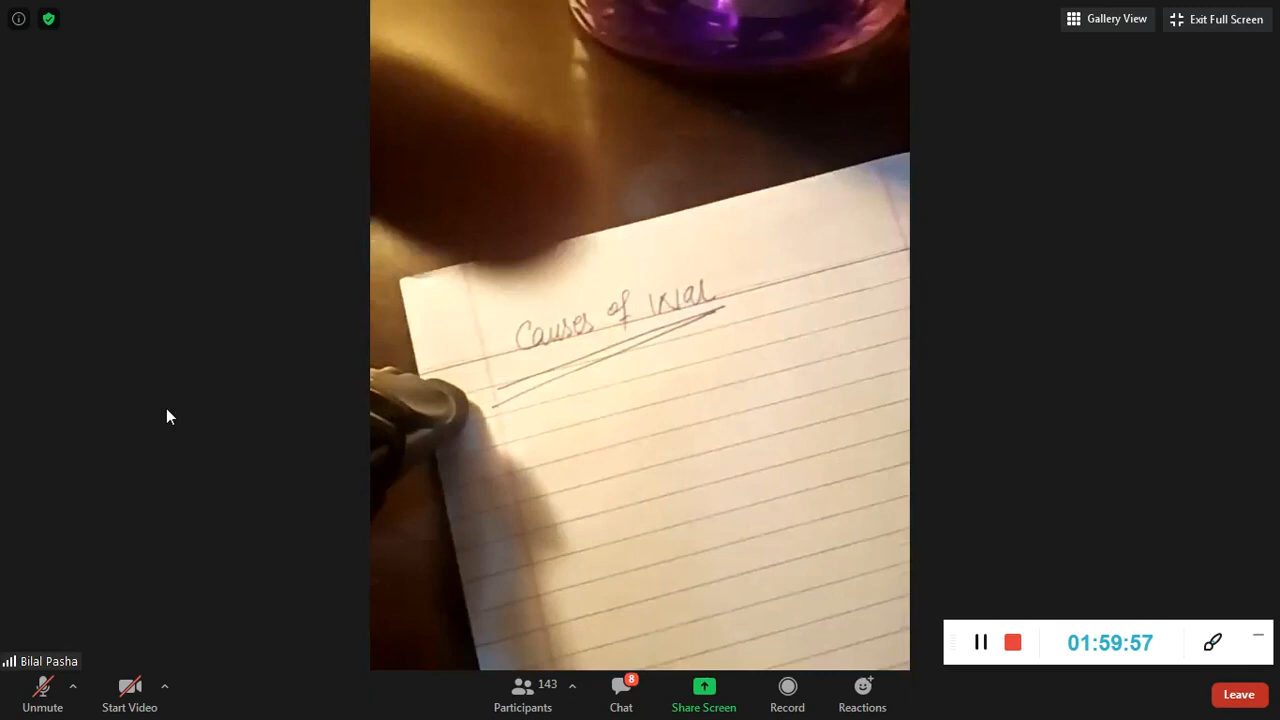 Gallery View
Exit Full Screen
Causes of War
01:59:57
Bilal Pasha
143
8
Unmute
Start Video
Participants
Chat
Share Screen
Record
Reactions
Leave